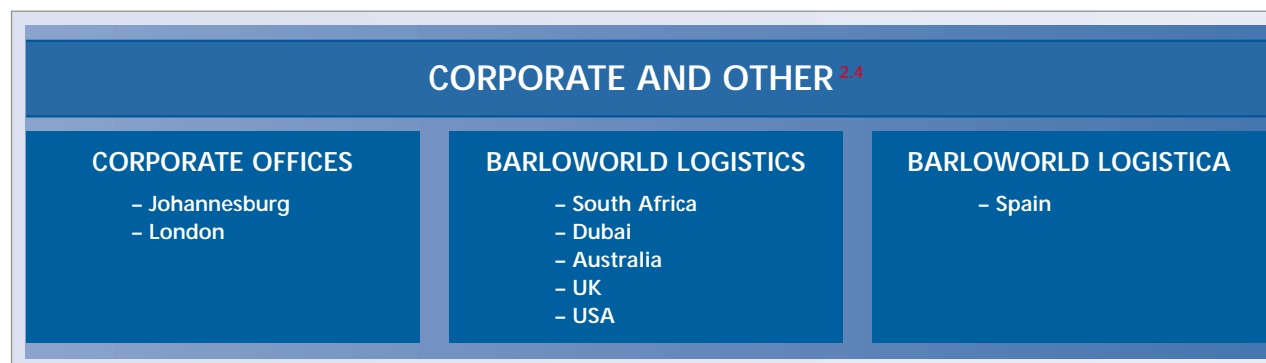 CORPORATE AND OTHER 2.4
CORPORATE OFFICES
– Johannesburg
– London
BARLOWORLD LOGISTICS
– South Africa
– Dubai
– Australia
– UK
– USA
BARLOWORLD LOGISTICA
– Spain